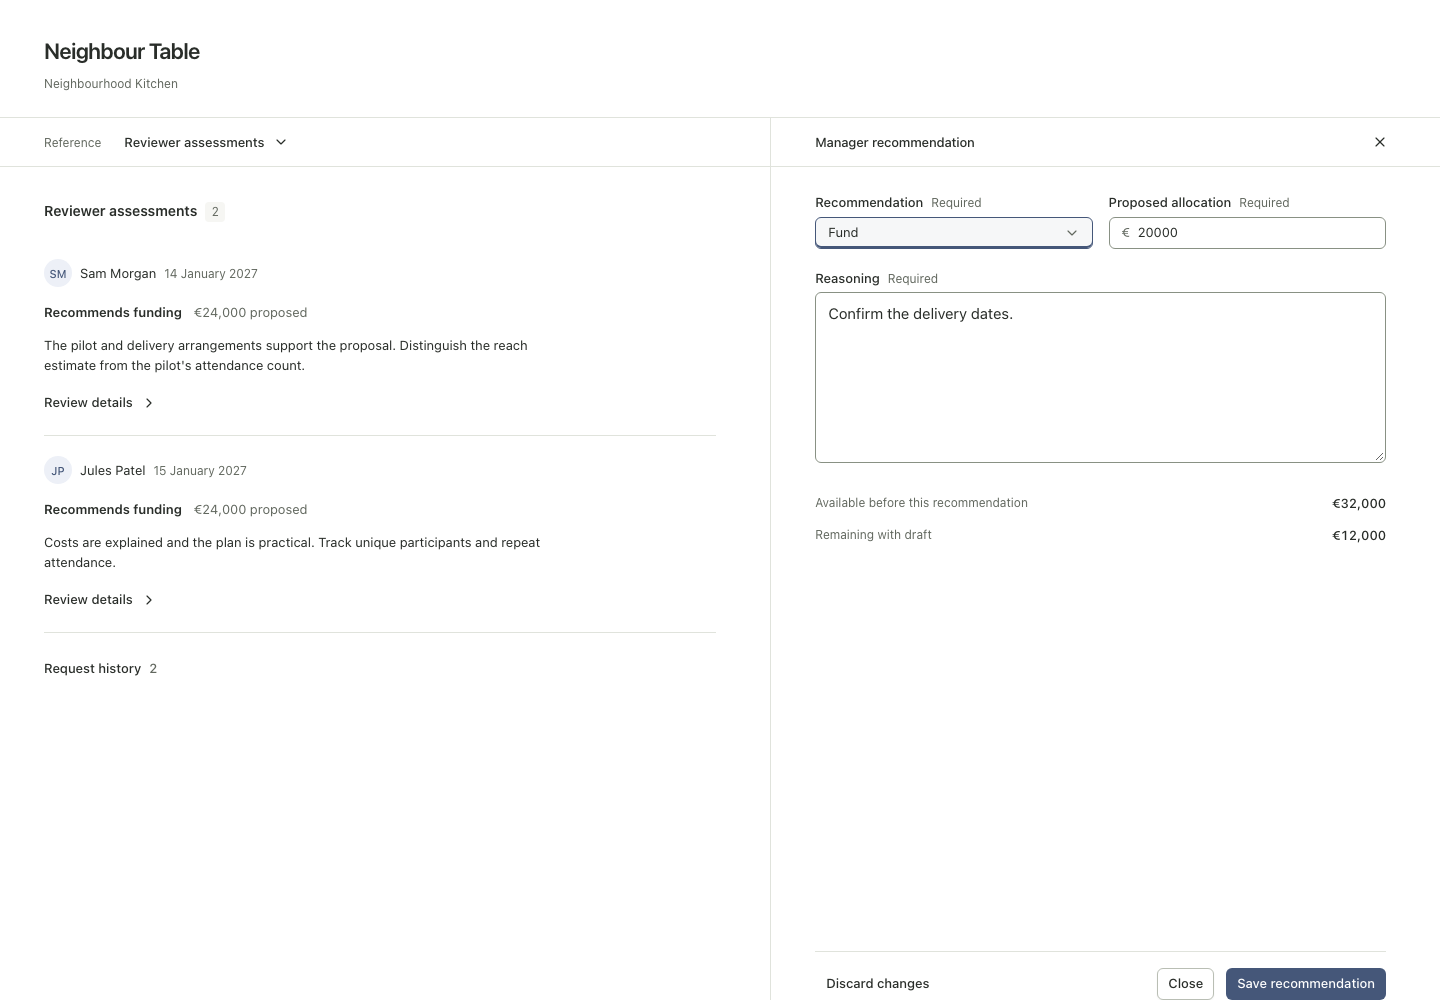 Neighbour Table
Neighbourhood Kitchen
Reference Reviewer assessments
Reviewer assessments 2
SM Sam Morgan 14 January 2027
Recommends funding €24,000 proposed
The pilot and delivery arrangements support the proposal. Distinguish the reach
estimate from the pilot's attendance count.
Review details
JP Jules Patel 15 January 2027
Recommends funding €24,000 proposed
Costs are explained and the plan is practical. Track unique participants and repeat
attendance.
Review details
Request history 2
Manager recommendation
Recommendation Required
Fund
Proposed allocation Required
€ 20000
Reasoning Required
Confirm the delivery dates.
Available before this recommendation €32,000
Remaining with draft €12,000
Discard changes Close Save recommendation